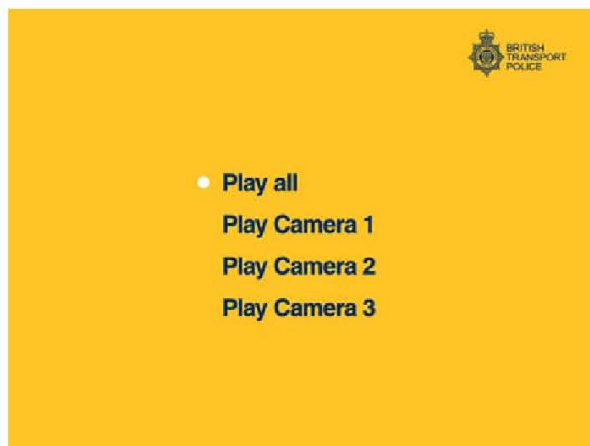 BRITISH
TRANSPORT
POLICE
Play all
Play Camera 1
Play Camera 2
Play Camera 3